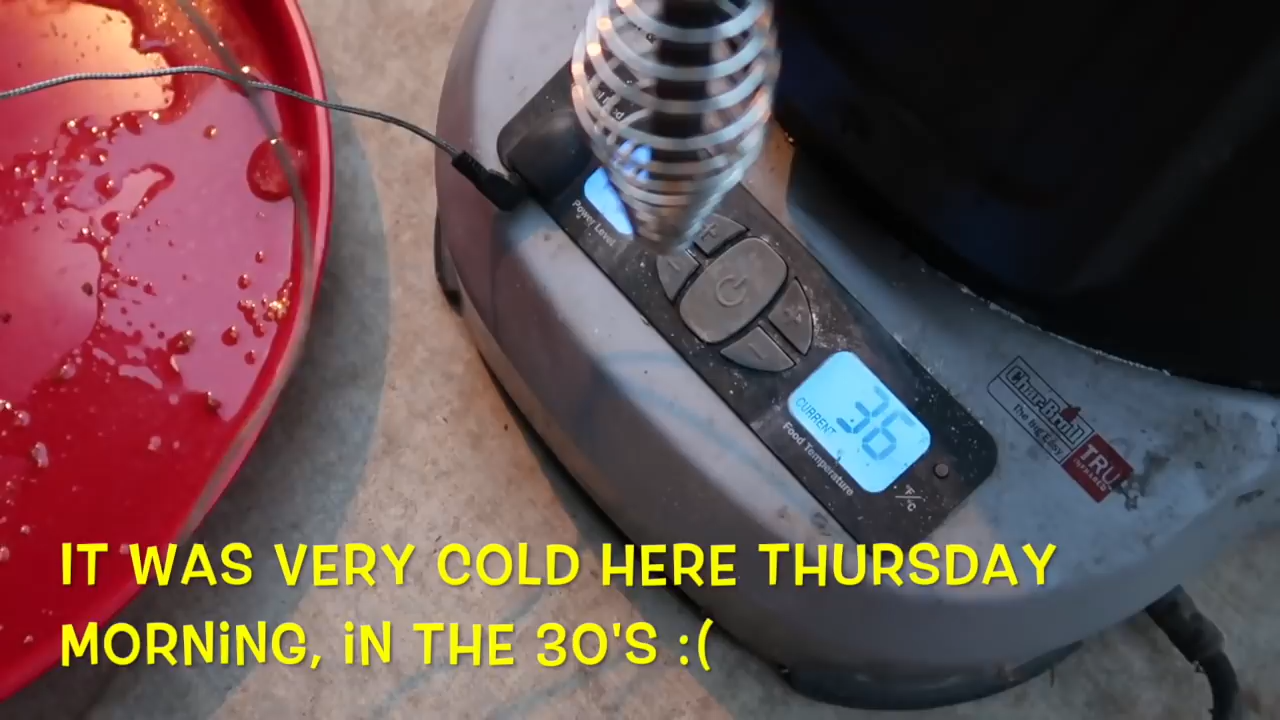 Power Level
36
CURRENT
Food Temperature
°F/°C
Char-Broil
The Big Easy
TRU
IT WAS VERY COLD HERE THURSDAY
MORNiNG, iN THE 30'S :(